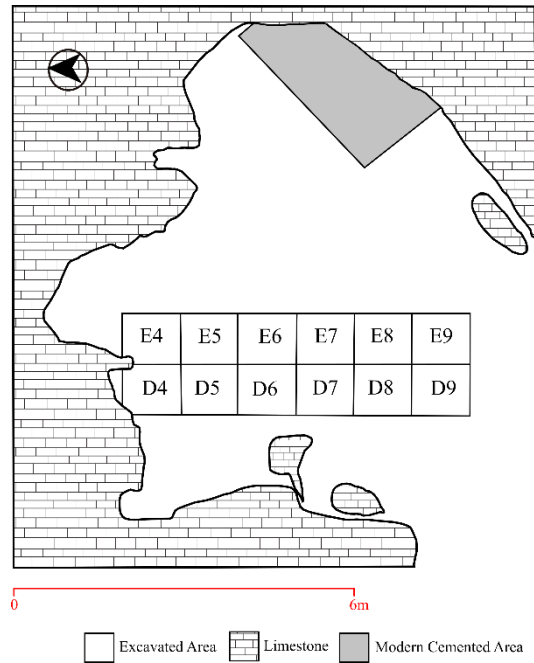 E4 E5 E6 E7 E8 E9
D4 D5 D6 D7 D8 D9
0 6m
Excavated Area Limestone Modern Cemented Area